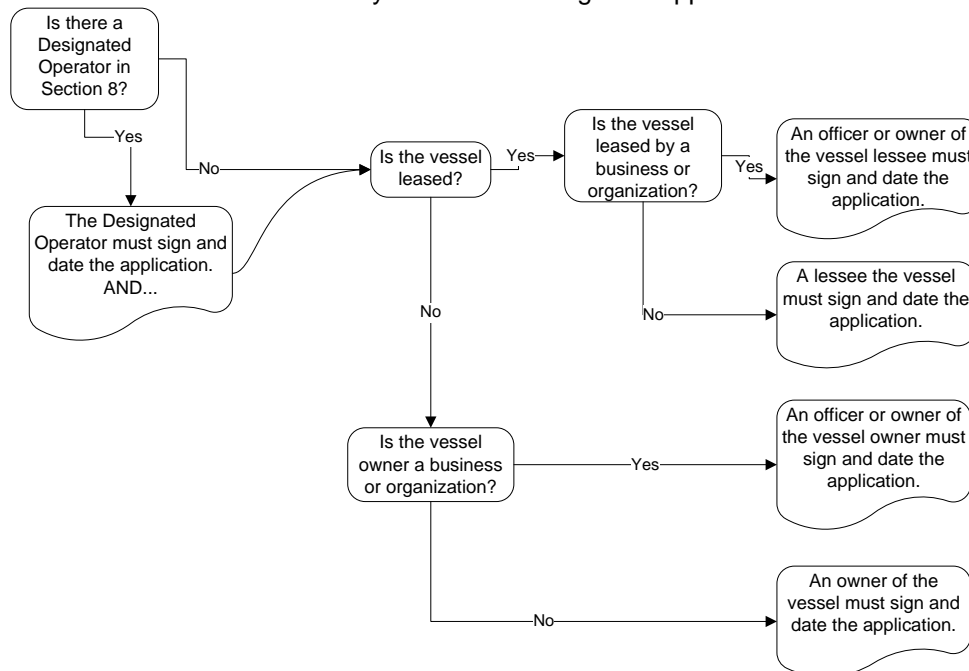 Is there a
Designated
Operator in
Section 8?
Yes
No
The Designated
Operator must sign and
date the application.
AND...
Is the vessel
leased?
Yes
No
Is the vessel
leased by a
business or
organization?
Yes
No
An officer or owner of
the vessel lessee must
sign and date the
application.
A lessee the vessel
must sign and date the
application.
Is the vessel
owner a business
or organization?
Yes
No
An officer or owner of
the vessel owner must
sign and date the
application.
An owner of the
vessel must sign and
date the application.